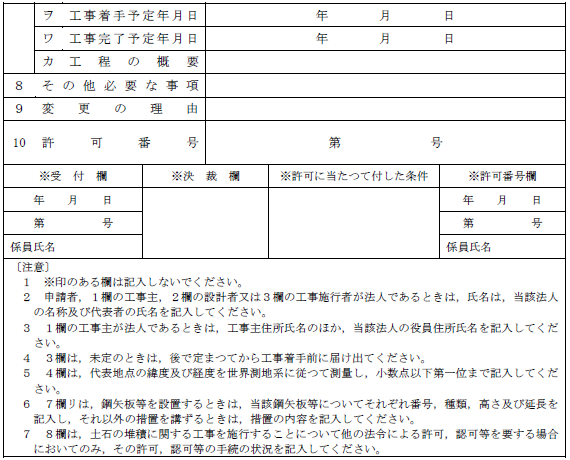 ヲ 工事着手予定年月日 年 月 日
ワ 工事完了予定年月日 年 月 日
カ 工程の概要
8 その他必要な事項
9 変更の理由
10 許可番号 第 号
※受付欄 ※決裁欄 ※許可に当たつて付した条件 ※許可番号欄
年 月 日 年 月 日
第 号 第 号
係員氏名 係員氏名
〔注意〕
1 ※印のある欄は記入しないでください。
2 申請者，1欄の工事主，2欄の設計者又は3欄の工事施行者が法人であるときは，氏名は，当該法人
の名称及び代表者の氏名を記入してください。
3 1欄の工事主が法人であるときは，工事主住所氏名のほか，当該法人の役員住所氏名を記入してくだ
さい。
4 3欄は，未定のときは，後で定まつてから工事着手前に届け出てください。
5 4欄は，代表地点の緯度及び経度を世界測地系に従つて測量し，小数点以下第一位まで記入してくだ
さい。
6 7欄リは，鋼矢板等を設置するときは，当該鋼矢板等についてそれぞれ番号，種類，高さ及び延長を
記入し，それ以外の措置を講ずるときは，措置の内容を記入してください。
7 8欄は，土石の堆積に関する工事を施行することについて他の法令による許可，認可等を要する場合
においてのみ，その許可，認可等の手続の状況を記入してください。